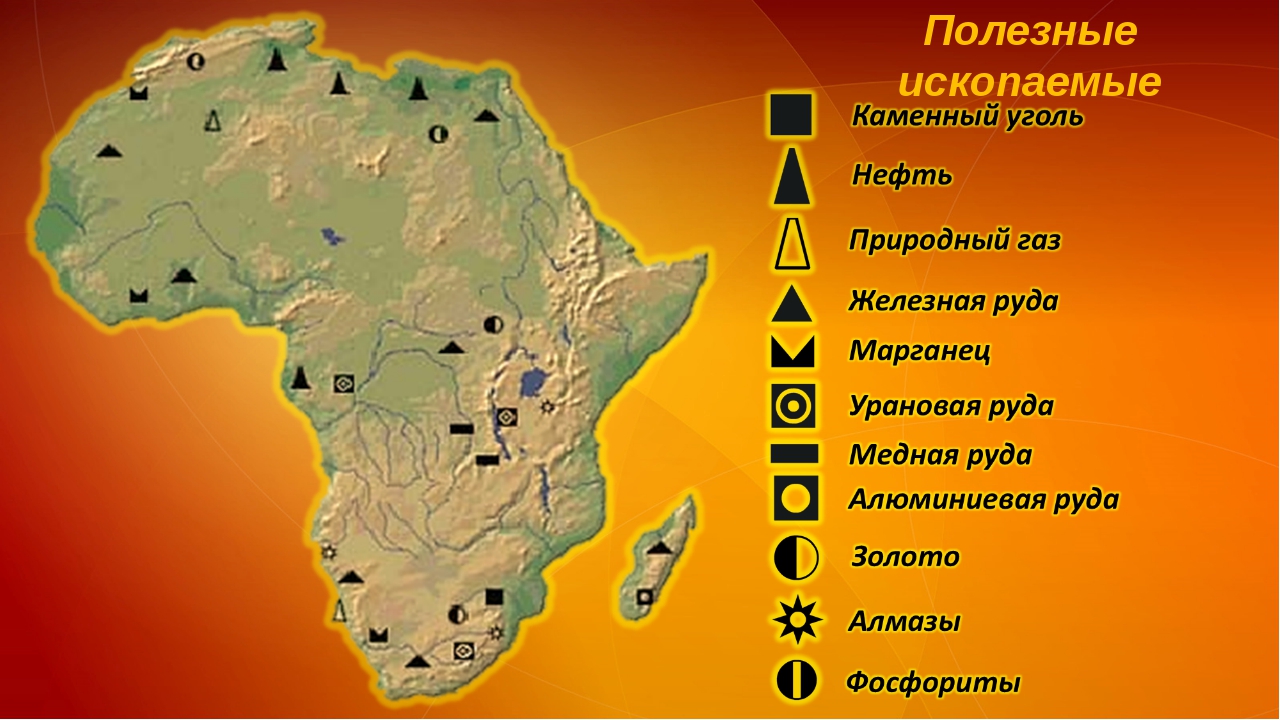 Полезные
ископаемые
Каменный уголь
Нефть
Природный газ
Железная руда
Марганец
Урановая руда
Медная руда
Алюминиевая руда
Золото
Алмазы
Фосфориты